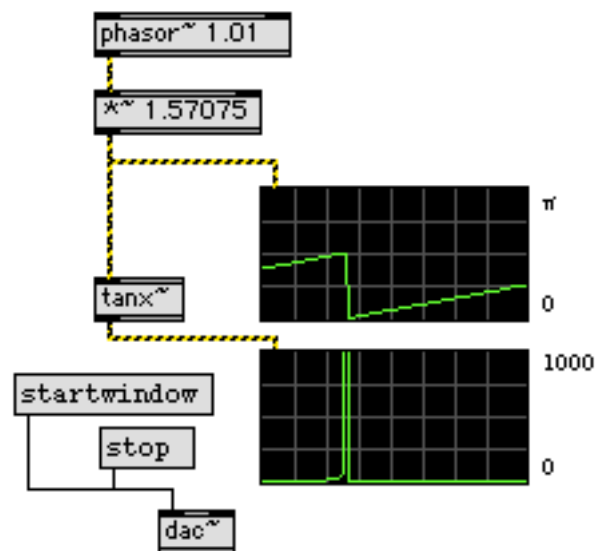 phasor~ 1.01
*~ 1.57075
π
0
tanx~
1000
0
startwindow
stop
dac~